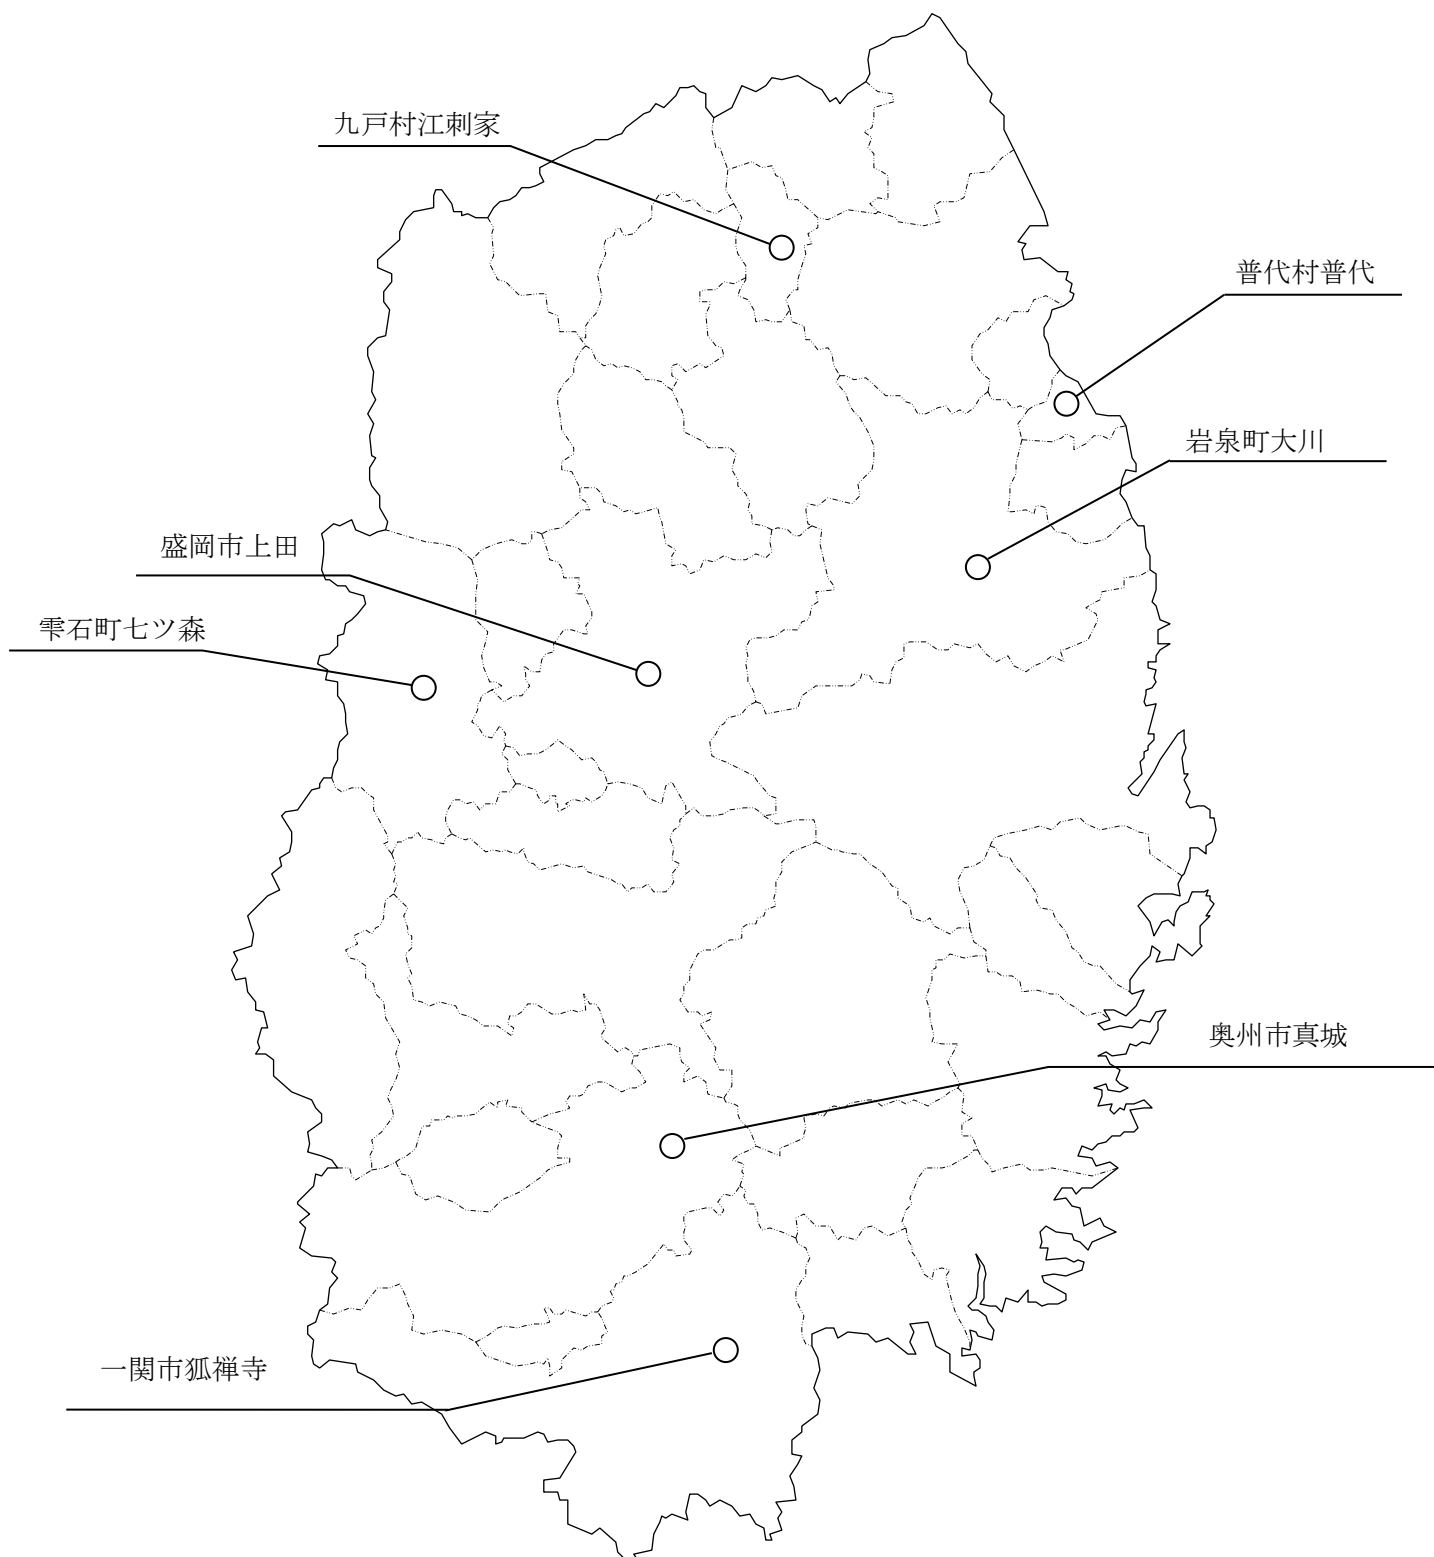 九戸村江刺家
普代村普代
岩泉町大川
盛岡市上田
雫石町七ツ森
奥州市真城
一関市狐禅寺